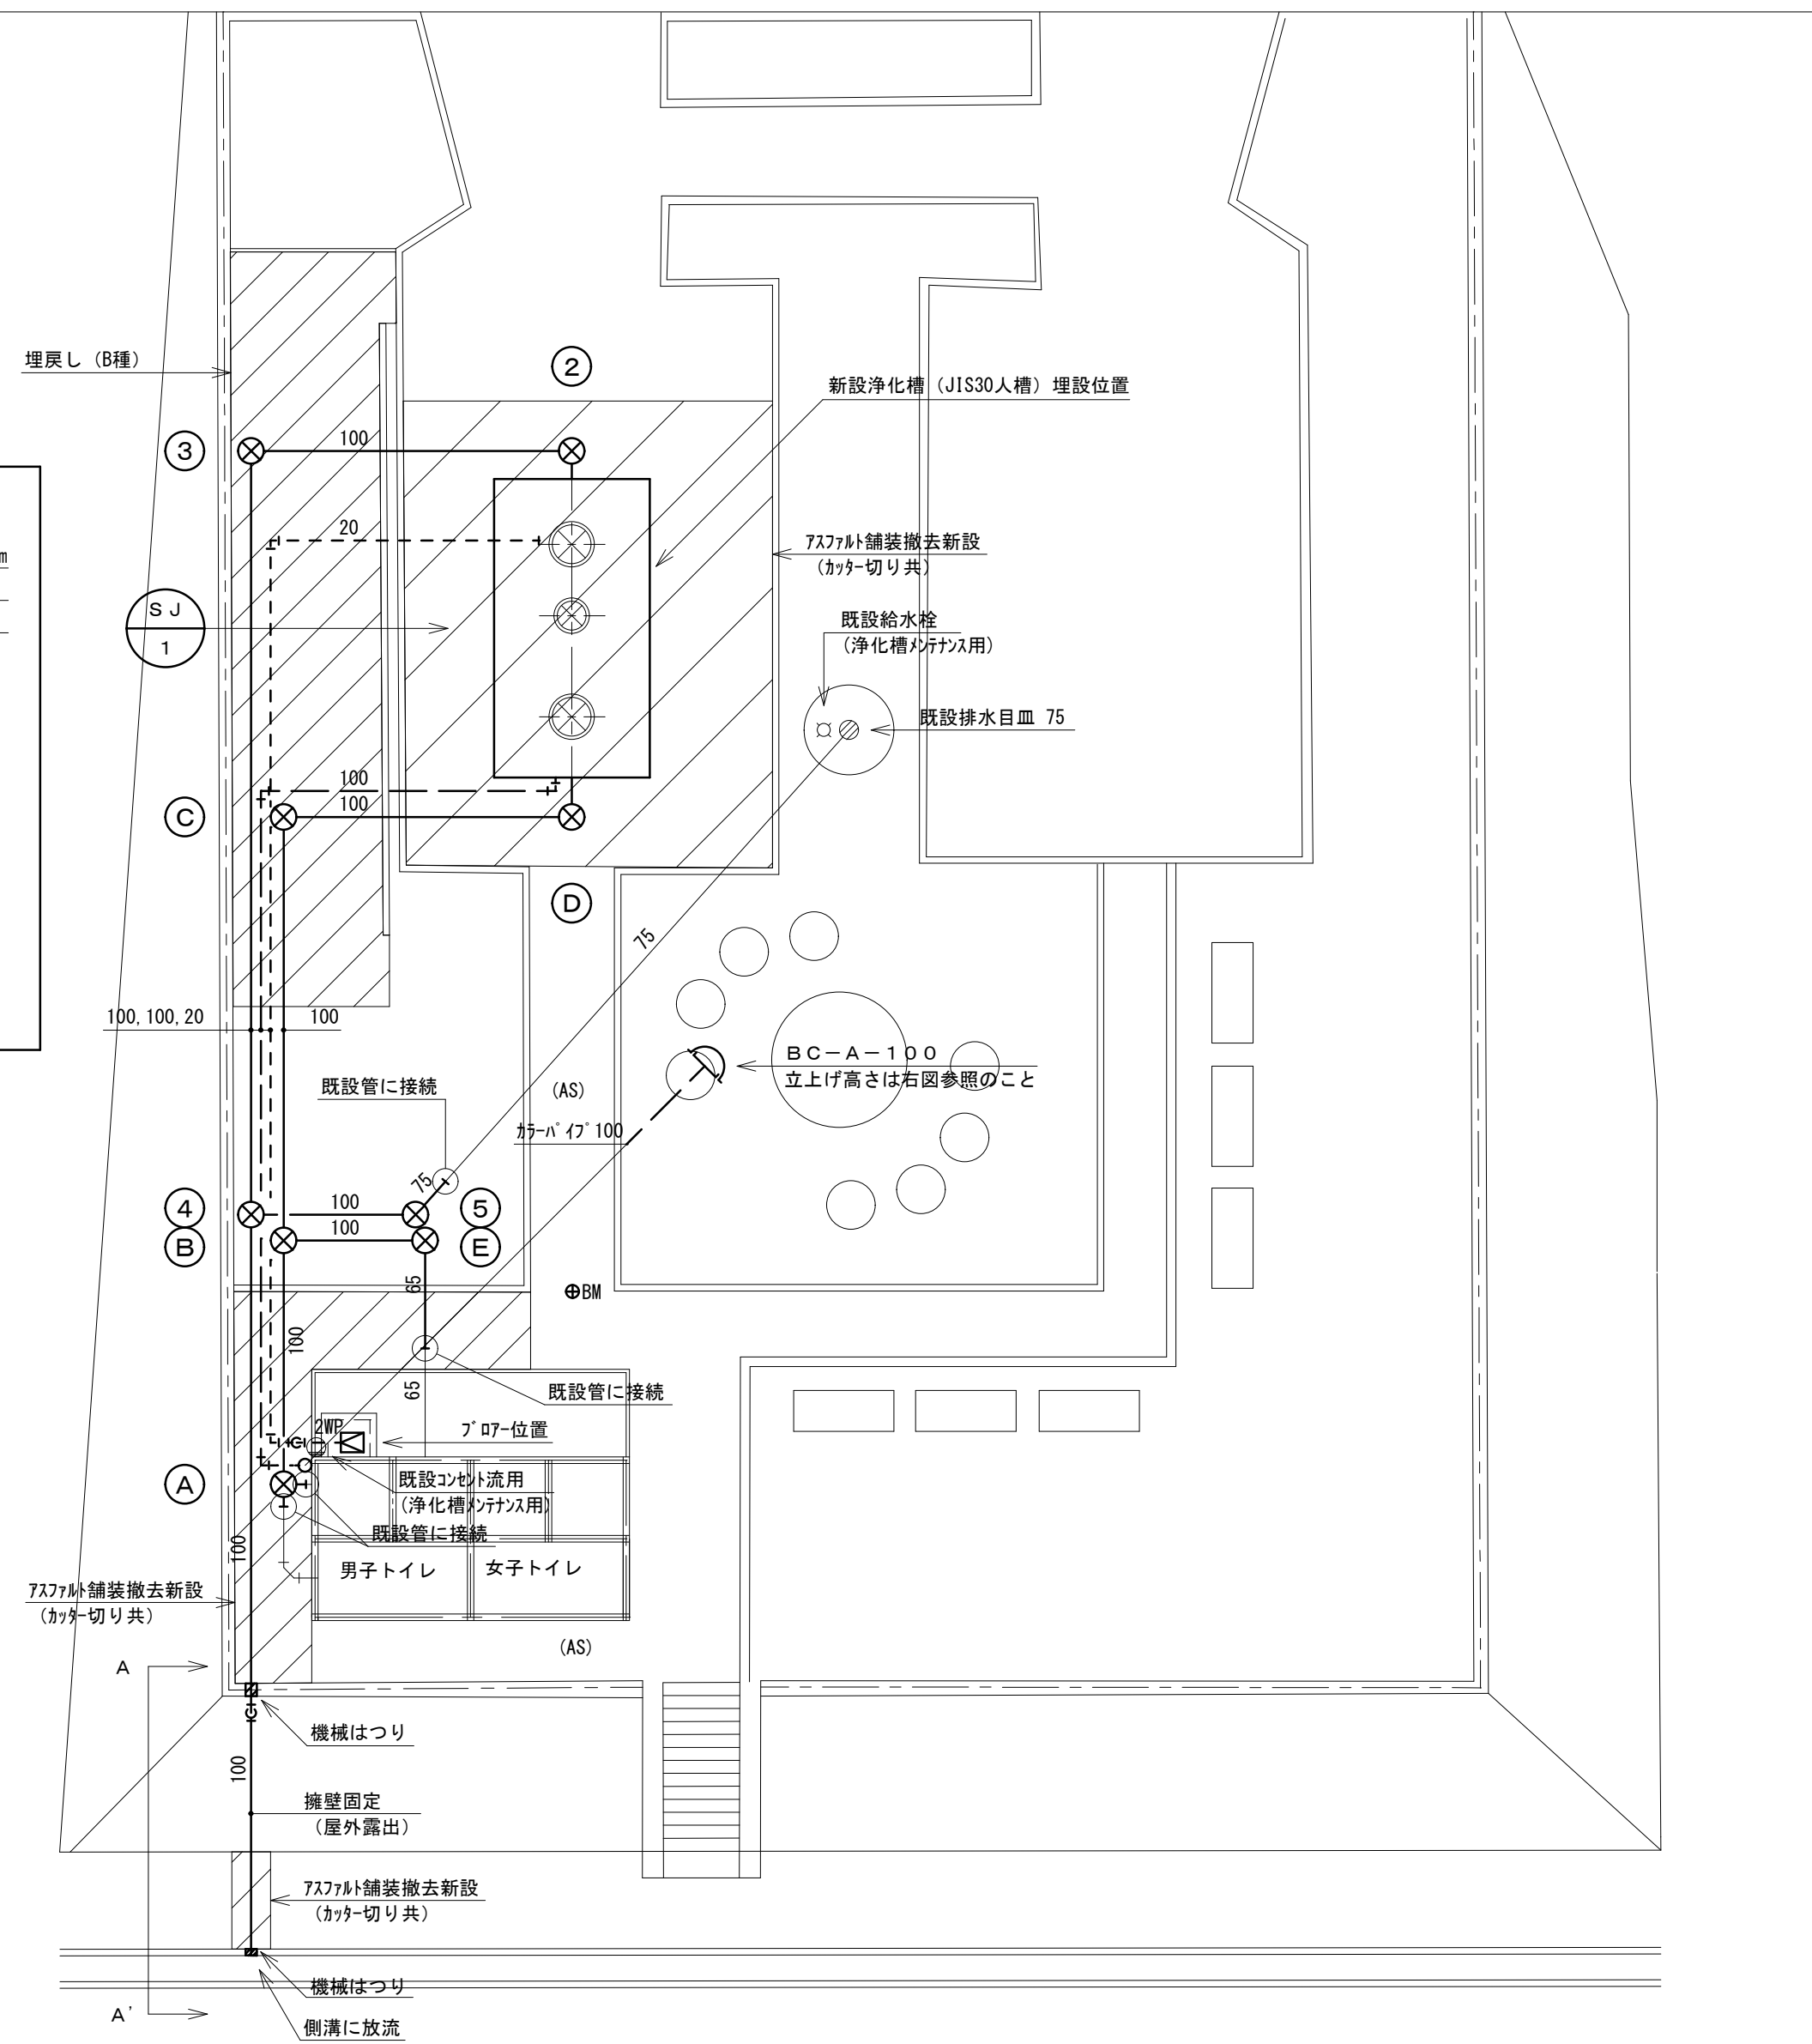 埋戻し（B種）
②
新設浄化槽（JIS30人槽）埋設位置
③
100
m
20
ｱｽﾌｧﾙﾄ舗装撤去新設
（ｶｯﾀｰ切り共）
ＳＪ
1
既設給水栓
（浄化槽ﾒﾝﾃﾅﾝｽ用）
既設排水目皿 75
100
100
Ⓒ
Ⓓ
75
100,100,20
100
ＢＣ－Ａ－１００
立上げ高さは右図参照のこと
既設管に接続
(AS)
ｶﾗｰﾊﾟｲﾌﾟ100
75
④
100
⑤
Ⓑ
100
Ⓔ
65
BM
100
65
既設管に接続
2WP
ﾌﾞﾛｱｰ位置
Ⓐ
既設ｺﾝｾﾝﾄ流用
（浄化槽ﾒﾝﾃﾅﾝｽ用）
既設管に接続
100
男子トイレ
女子トイレ
ｱｽﾌｧﾙﾄ舗装撤去新設
（ｶｯﾀｰ切り共）
(AS)
A
機械はつり
100
擁壁固定
（屋外露出）
ｱｽﾌｧﾙﾄ舗装撤去新設
（ｶｯﾀｰ切り共）
機械はつり
A'
側溝に放流